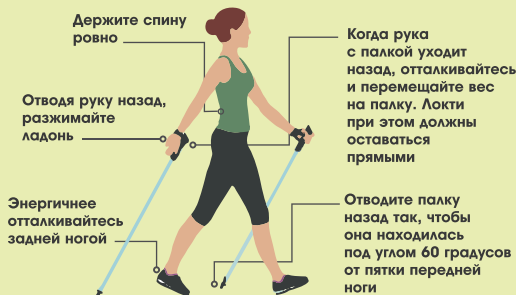 Держите спину
ровно
Когда рука
с палкой уходит
назад, отталкивайтесь
и перемещайте вес
на палку. Локти
при этом должны
оставаться
прямыми
Отводя руку назад,
разжимайте
ладонь
Энергичнее
отталкивайтесь
задней ногой
Отводите палку
назад так, чтобы
она находилась
под углом 60 градусов
от пятки передней
ноги